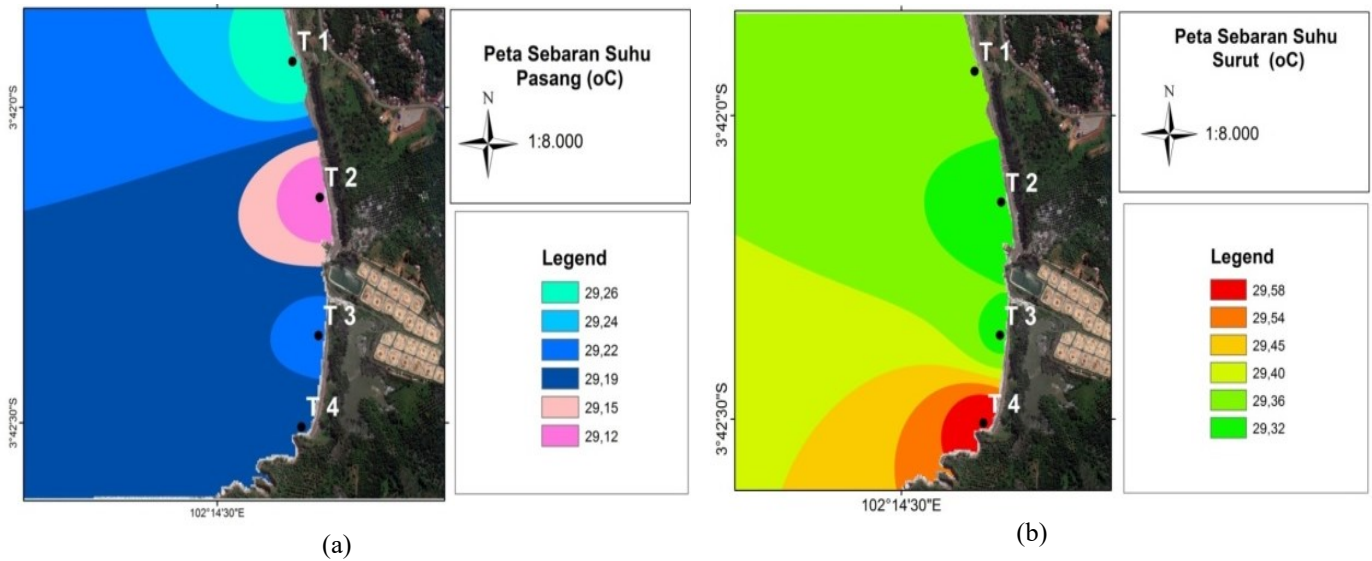 Peta Sebaran Suhu
Pasang (oC)
N
1:8.000
Legend
29,26
29,24
29,22
29,19
29,15
29,12
T 1
T 2
T 3
T 4
3°42'0"S
3°42'30"S
102°14'30"E
(a)
Peta Sebaran Suhu
Surut (oC)
N
1:8.000
Legend
29,58
29,54
29,45
29,40
29,36
29,32
T 1
T 2
T 3
T 4
3°42'0"S
3°42'30"S
102°14'30"E
(b)